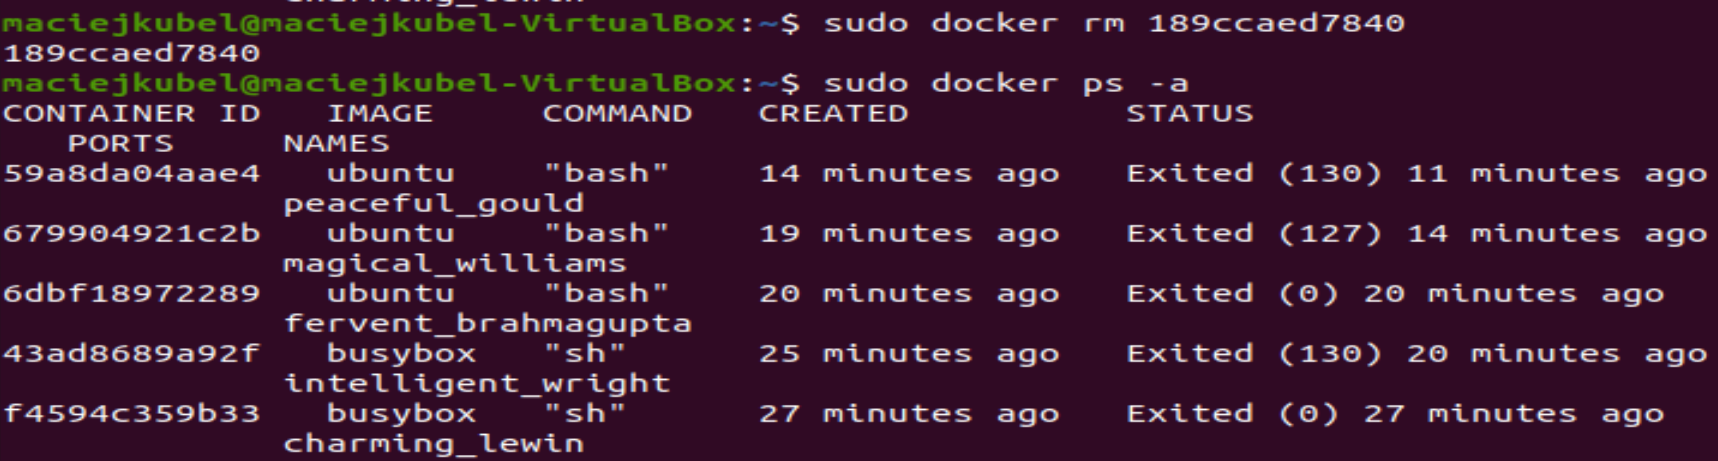 maciejkubel@maciejkubel-VirtualBox:~$ sudo docker rm 189ccaed7840
189ccaed7840
maciejkubel@maciejkubel-VirtualBox:~$ sudo docker ps -a
CONTAINER ID   IMAGE     COMMAND   CREATED          STATUS
   PORTS     NAMES
59a8da04aae4   ubuntu    "bash"    14 minutes ago   Exited (130) 11 minutes ago
             peaceful_gould
679904921c2b   ubuntu    "bash"    19 minutes ago   Exited (127) 14 minutes ago
             magical_williams
6dbf18972289   ubuntu    "bash"    20 minutes ago   Exited (0) 20 minutes ago
             fervent_brahmagupta
43ad8689a92f   busybox   "sh"      25 minutes ago   Exited (130) 20 minutes ago
             intelligent_wright
f4594c359b33   busybox   "sh"      27 minutes ago   Exited (0) 27 minutes ago
             charming_lewin